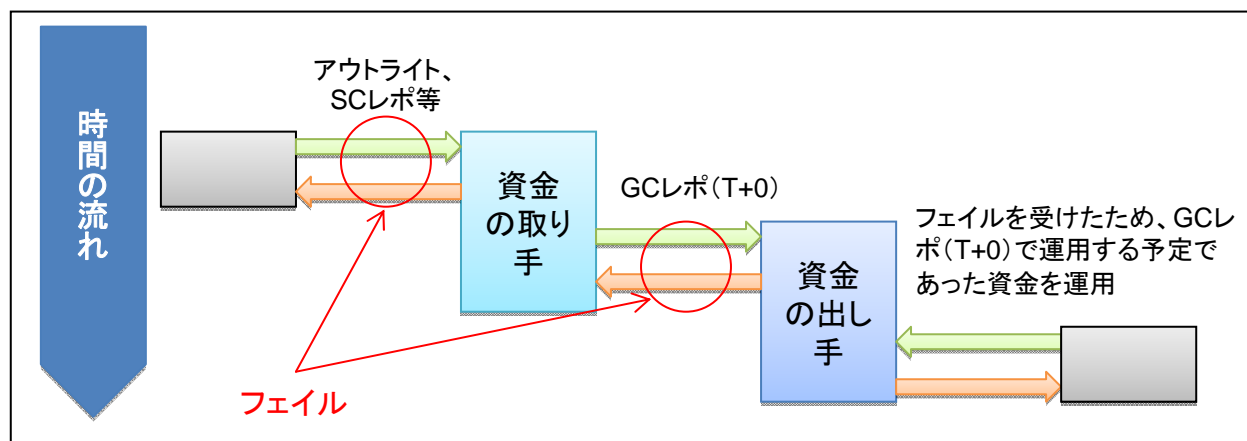 時間の流れ
アウトライト、
SCレポ等
資金
の取り
手
GCレポ(T+0)
資金
の出し
手
フェイルを受けたため、GCレ
ポ(T+0)で運用する予定で
あった資金を運用
フェイル